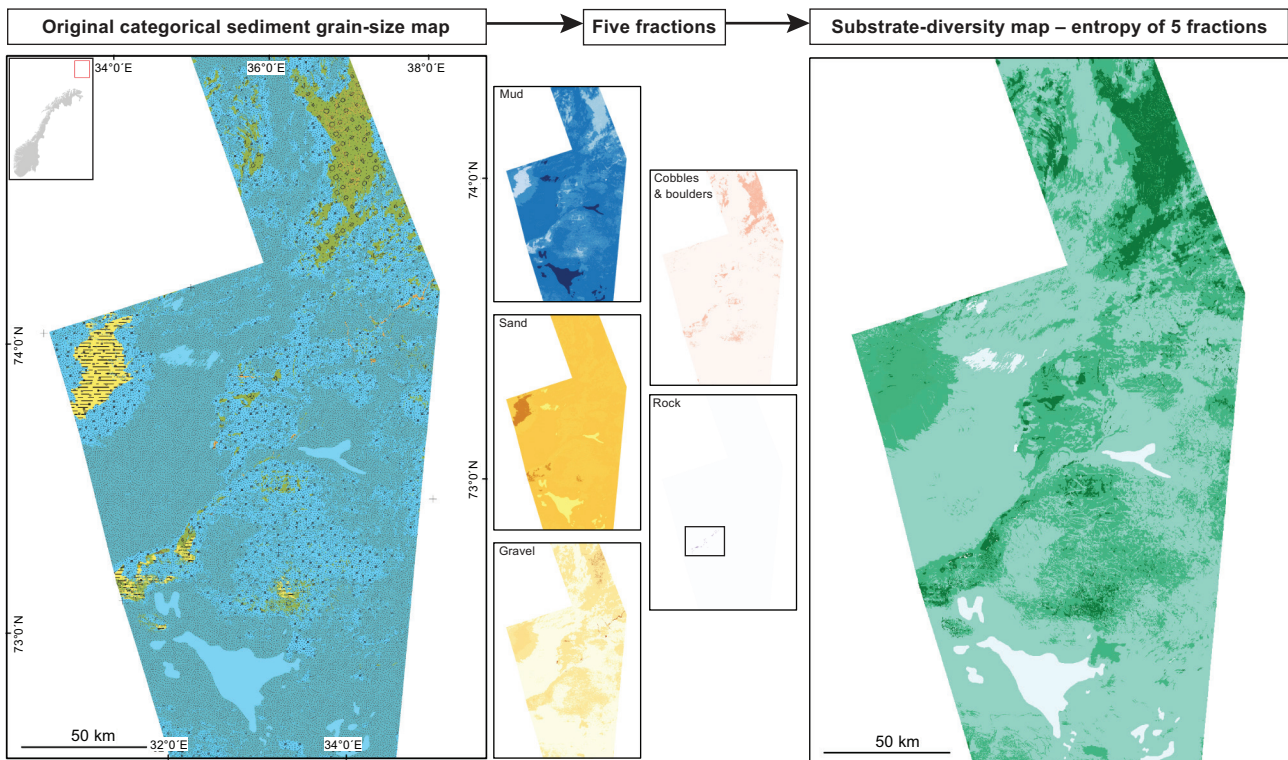 Original categorical sediment grain-size map
Five fractions
Substrate-diversity map – entropy of 5 fractions
34°0´E
36°0´E
38°0´E
74°0´N
73°0´N
50 km
32°0´E
34°0´E
74°0´N
73°0´N
Mud
Sand
Gravel
Cobbles
& boulders
Rock
50 km